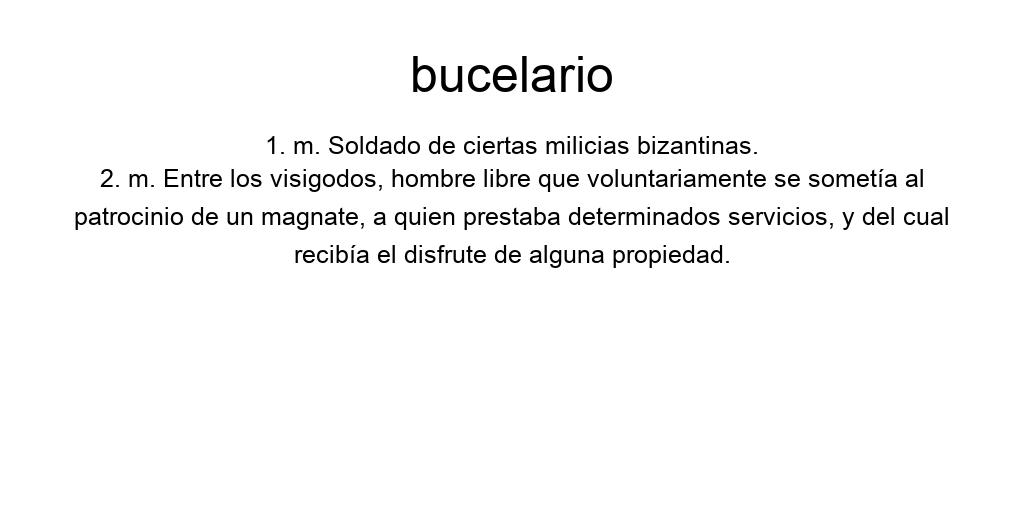 bucelario
1. m. Soldado de ciertas milicias bizantinas.
2. m. Entre los visigodos, hombre libre que voluntariamente se sometía al
patrocinio de un magnate, a quien prestaba determinados servicios, y del cual
recibía el disfrute de alguna propiedad.